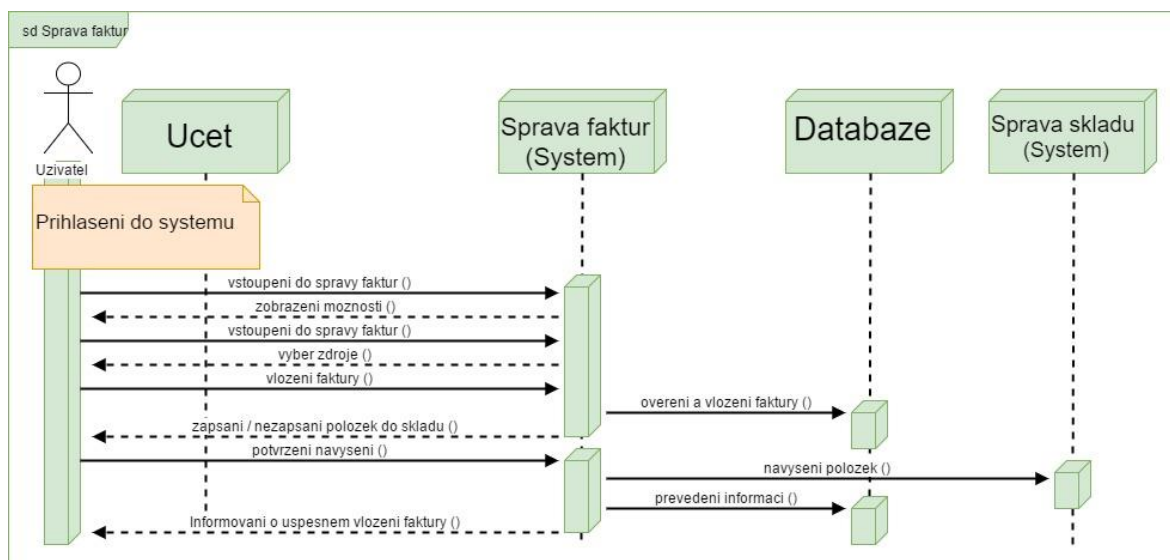 sd Sprava faktur
Uzivatel
Ucet
Sprava faktur
(System)
Databaze
Sprava skladu
(System)
Prihlaseni do systemu
vstoupeni do spravy faktur ()
zobrazeni moznosti ()
vstoupeni do spravy faktur ()
vyber zdroje ()
vlozeni faktury ()
overeni a vlozeni faktury ()
zapsani / nezapsani polozek do skladu ()
potvrzeni navyseni ()
navyseni polozek ()
prevedeni informaci ()
Informovani o uspesnem vlozeni faktury ()